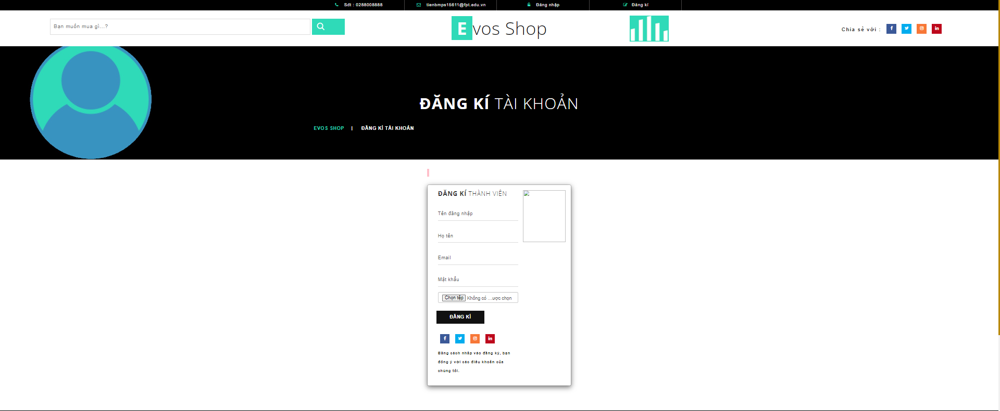 Sdt : 0288008888
tienbmps15611@fpt.edu.vn
Đăng nhập
Đăng kí
Bạn muốn mua gì...?
Evos Shop
Chia sẻ với :
ĐĂNG KÍ TÀI KHOẢN
EVOS SHOP | ĐĂNG KÍ TÀI KHOẢN
ĐĂNG KÍ THÀNH VIÊN
Tên đăng nhập
Họ tên
Email
Mật khẩu
Chọn tệp Không có ...ược chọn
ĐĂNG KÍ
Bằng cách nhấp vào đăng ký, bạn
đồng ý với các điều khoản của
chúng tôi.